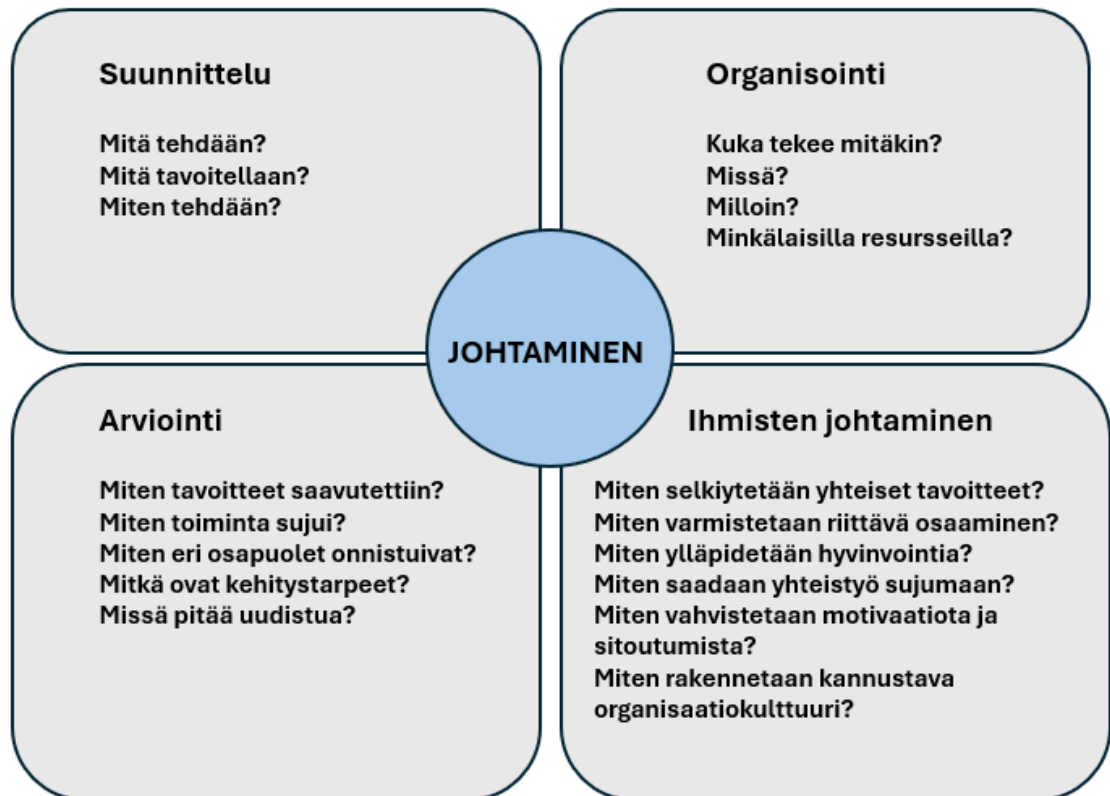 Suunnittelu
Mitä tehdään?
Mitä tavoitellaan?
Miten tehdään?
Organisointi
Kuka tekee mitäkin?
Missä?
Milloin?
Minkälaisilla resursseilla?
JOHTAMINEN
Arviointi
Miten tavoitteet saavutettiin?
Miten toiminta sujui?
Miten eri osapuolet onnistuivat?
Mitkä ovat kehitystarpeet?
Missä pitää uudistua?
Ihmisten johtaminen
Miten selkiytetään yhteiset tavoitteet?
Miten varmistetaan riittävä osaaminen?
Miten ylläpidetään hyvinvointia?
Miten saadaan yhteistyö sujumaan?
Miten vahvistetaan motivaatiota ja
sitoutumista?
Miten rakennetaan kannustava
organisaatiokulttuuri?